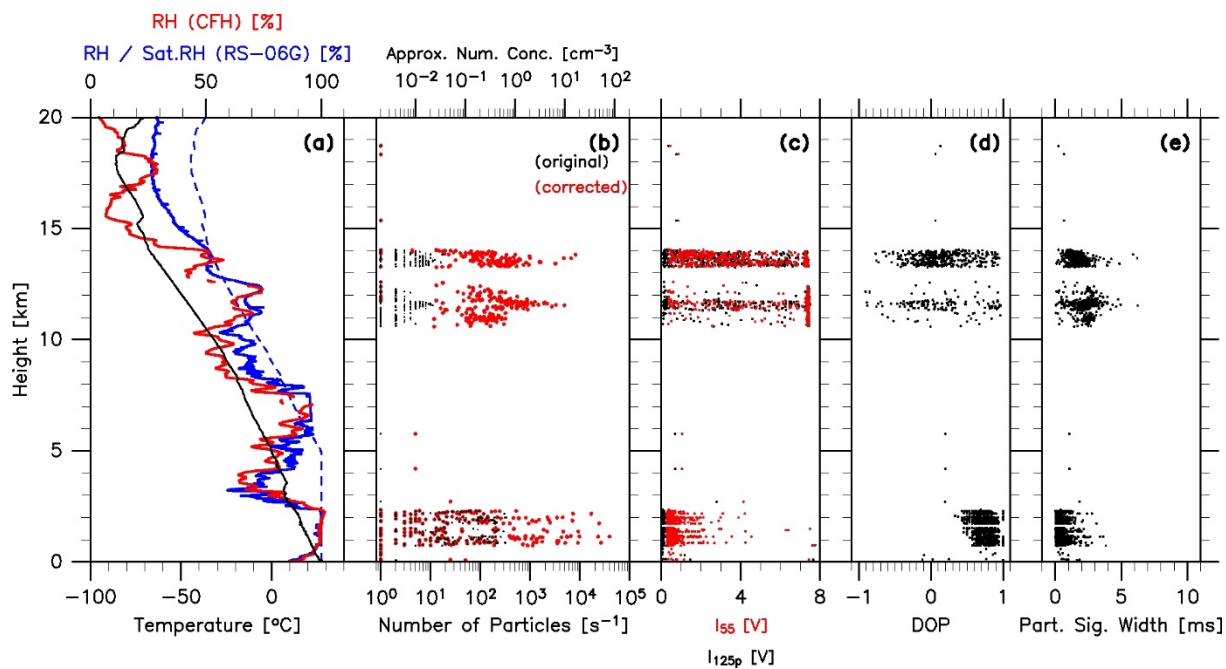 RH (CFH) [%]
RH / Sat.RH (RS−06G) [%]
0 50 100
Approx. Num. Conc. [cm⁻³]
10⁻² 10⁻¹ 10⁰ 10¹ 10²
20 (a) (b) (c) (d) (e)
(original)
(corrected)
15
10
5
0
Height [km]
−100 −50 0
Temperature [°C]
10⁰ 10¹ 10² 10³ 10⁴ 10⁵
Number of Particles [s⁻¹]
0 4 8
I₅₅ [V]
I₁₂₅ₚ [V]
−1 0 1
DOP
0 5 10
Part. Sig. Width [ms]